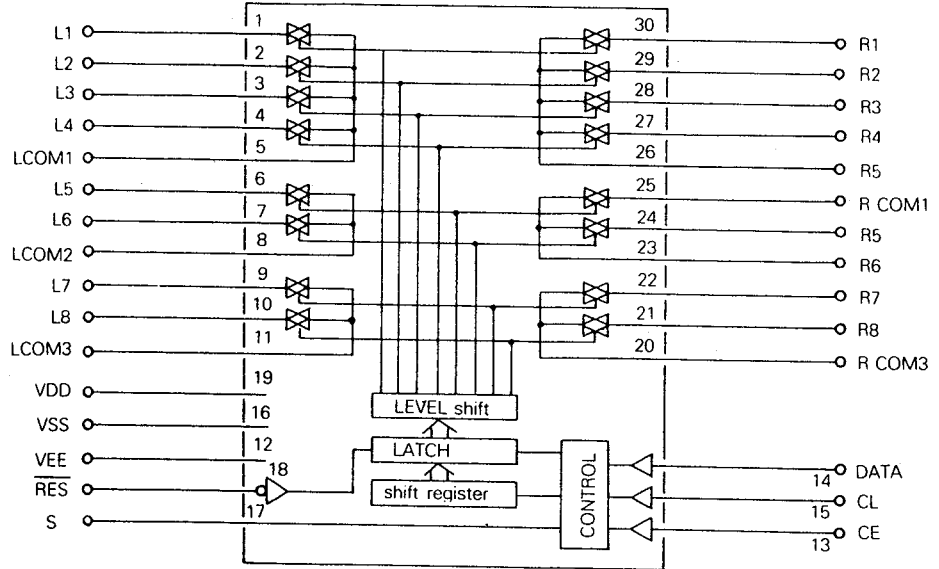 L1 1 30 R1
L2 2 29 R2
L3 3 28 R3
L4 4 27 R4
LCOM1 5 26 R5
L5 6 25 R COM1
L6 7 24 R5
LCOM2 8 23 R6
L7 9 22 R7
L8 10 21 R8
LCOM3 11 20 R COM3
VDD 19
LEVEL shift
VSS 16
VEE 12
LATCH
RES 18
shift register
S 17
CONTROL
14 DATA
15 CL
13 CE